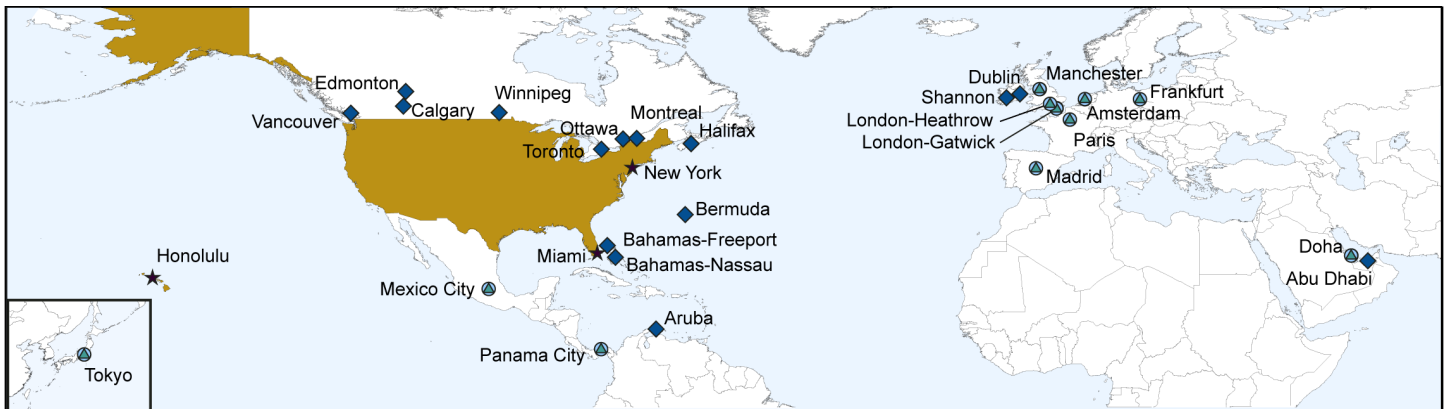 Edmonton
Calgary
Winnipeg
Vancouver
Ottawa
Montreal
Toronto
Halifax
New York
Bermuda
Bahamas-Freeport
Miami
Bahamas-Nassau
Honolulu
Mexico City
Aruba
Panama City
Tokyo
Dublin
Manchester
Shannon
Frankfurt
London-Heathrow
Amsterdam
London-Gatwick
Paris
Madrid
Doha
Abu Dhabi